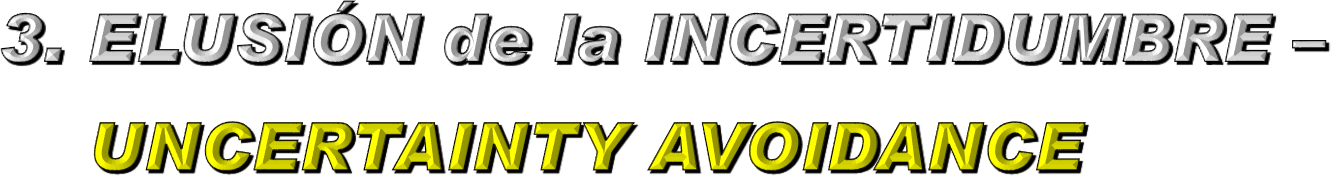 3. ELUSIÓN de la INCERTIDUMBRE –
UNCERTAINTY AVOIDANCE